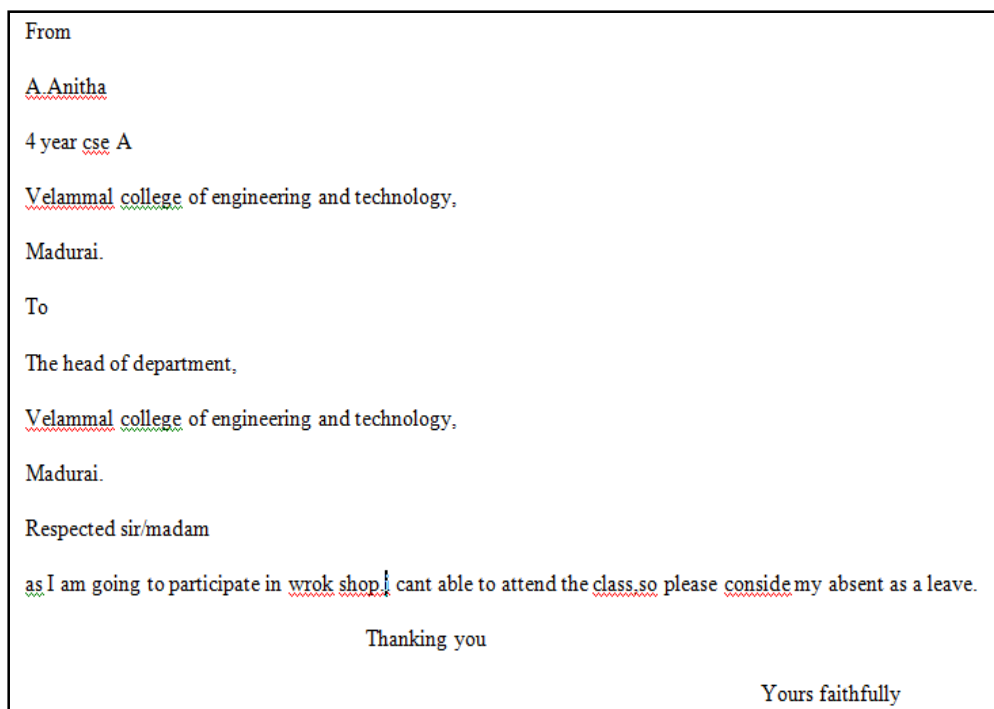 From
A.Anitha
4 year cse A
Velammal college of engineering and technology,
Madurai.
To
The head of department,
Velammal college of engineering and technology,
Madurai.
Respected sir/madam
as I am going to participate in wrok shop.i cant able to attend the class,so please conside my absent as a leave.
Thanking you
Yours faithfully